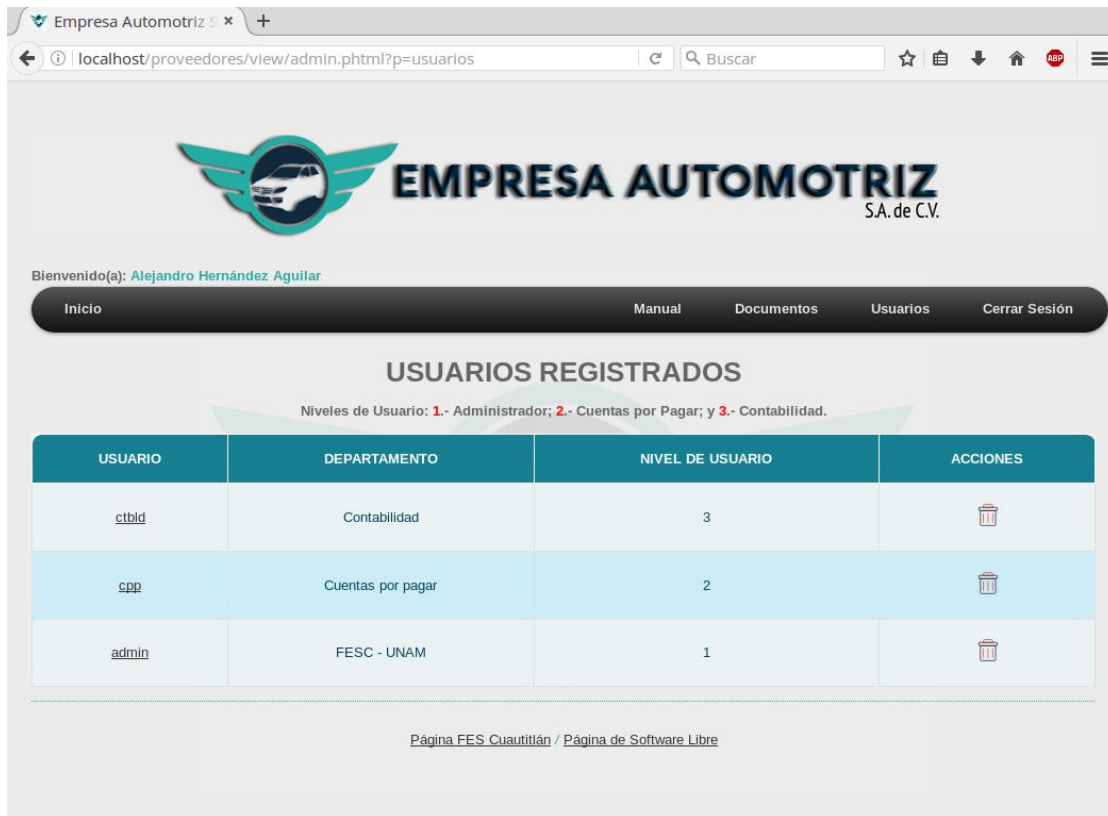 Empresa Automotriz S
localhost/proveedores/view/admin.phtml?p=usuarios
Buscar
ABP
EMPRESA AUTOMOTRIZ
S.A. de C.V.
Bienvenido(a): Alejandro Hernández Aguilar
Inicio Manual Documentos Usuarios Cerrar Sesión
USUARIOS REGISTRADOS
Niveles de Usuario: 1.- Administrador; 2.- Cuentas por Pagar; y 3.- Contabilidad.
USUARIO DEPARTAMENTO NIVEL DE USUARIO ACCIONES
ctbld Contabilidad 3
cpp Cuentas por pagar 2
admin FESC - UNAM 1
Página FES Cuautitlán / Página de Software Libre